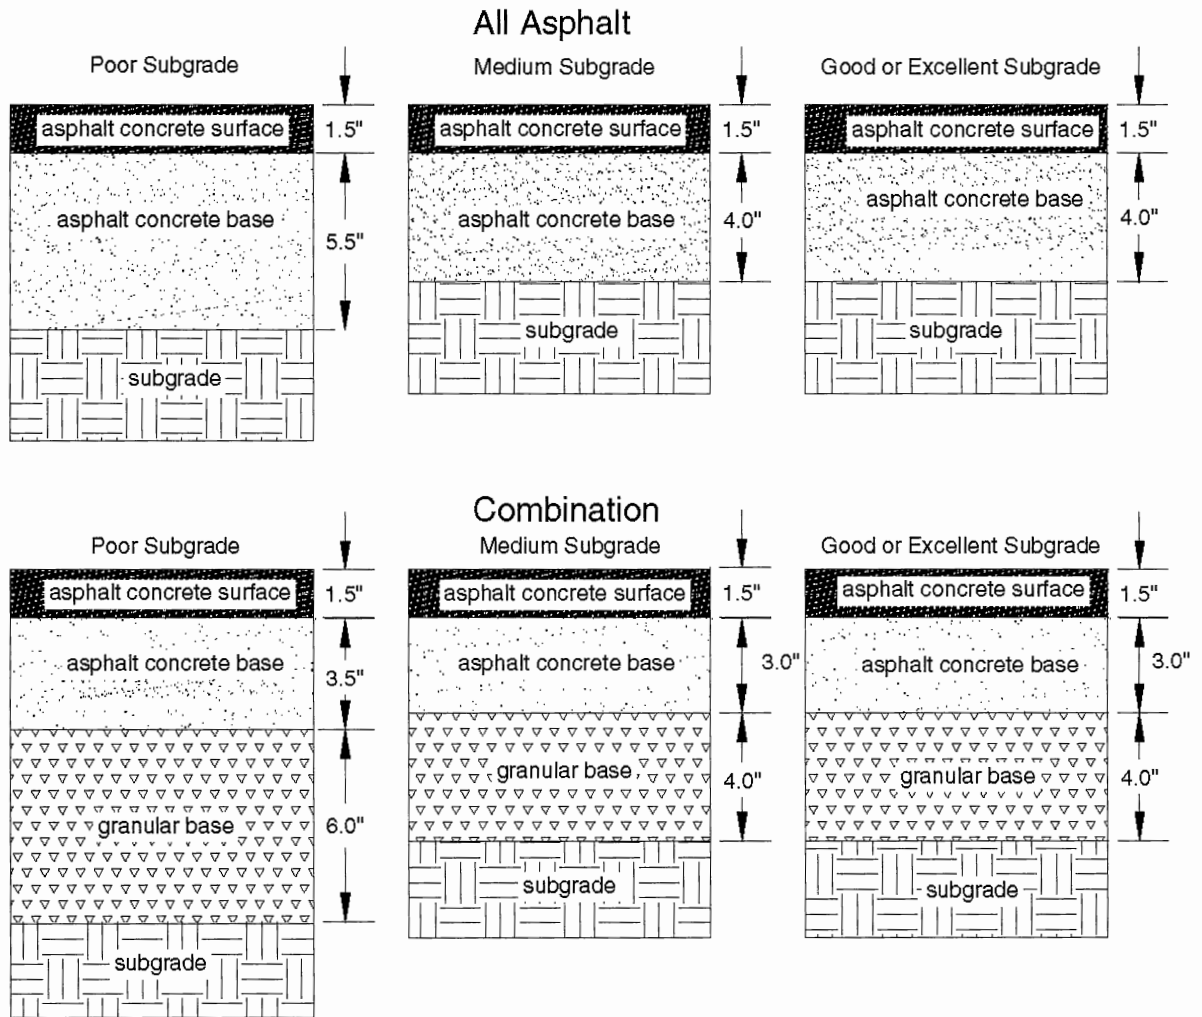 All Asphalt
Poor Subgrade
asphalt concrete surface
1.5"
asphalt concrete base
5.5"
subgrade
Medium Subgrade
asphalt concrete surface
1.5"
asphalt concrete base
4.0"
subgrade
Good or Excellent Subgrade
asphalt concrete surface
1.5"
asphalt concrete base
4.0"
subgrade
Combination
Poor Subgrade
asphalt concrete surface
1.5"
asphalt concrete base
3.5"
granular base
6.0"
subgrade
Medium Subgrade
asphalt concrete surface
1.5"
asphalt concrete base
3.0"
granular base
4.0"
subgrade
Good or Excellent Subgrade
asphalt concrete surface
1.5"
asphalt concrete base
3.0"
granular base
4.0"
subgrade